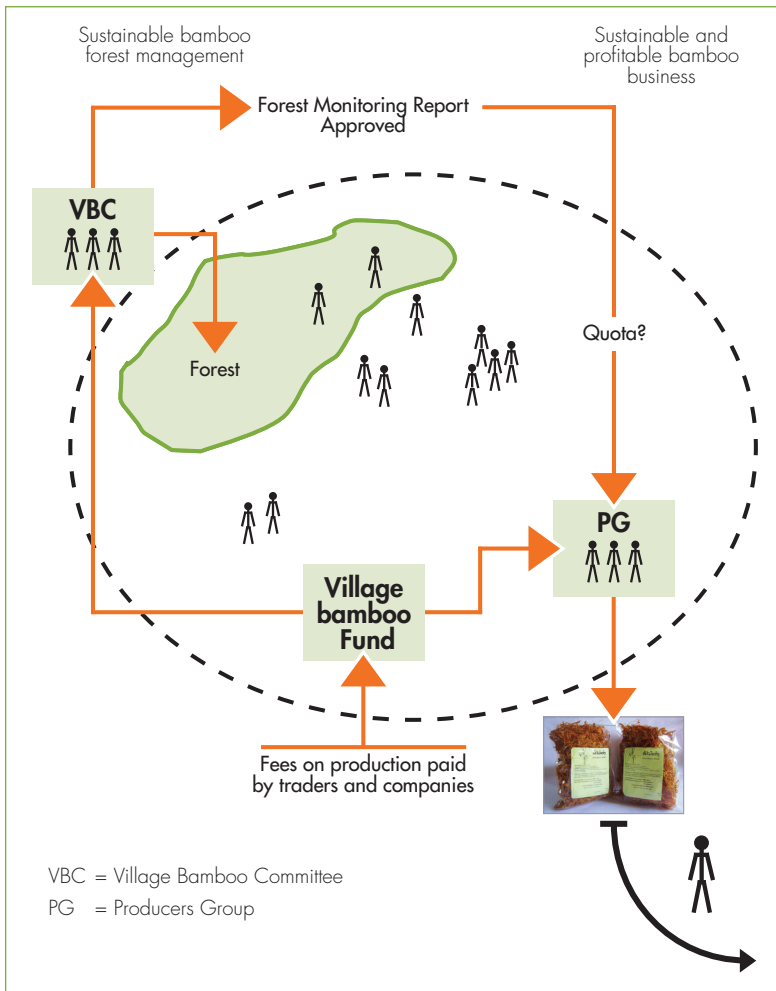 Sustainable bamboo
forest management
Sustainable and
profitable bamboo
business
Forest Monitoring Report
Approved
VBC
Forest
Quota?
PG
Village
bamboo
Fund
Fees on production paid
by traders and companies
VBC = Village Bamboo Committee
PG = Producers Group